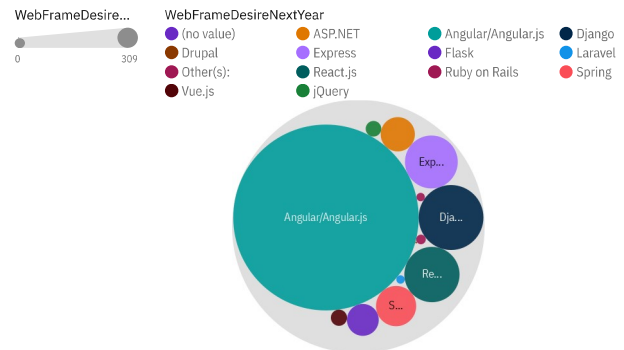 WebFrameDesire...
0 309
WebFrameDesireNextYear
(no value) ASP.NET Angular/Angular.js Django
Drupal Express Flask Laravel
Other(s): React.js Ruby on Rails Spring
Vue.js jQuery
Exp...
Angular/Angular.js Dja...
Re...
S...